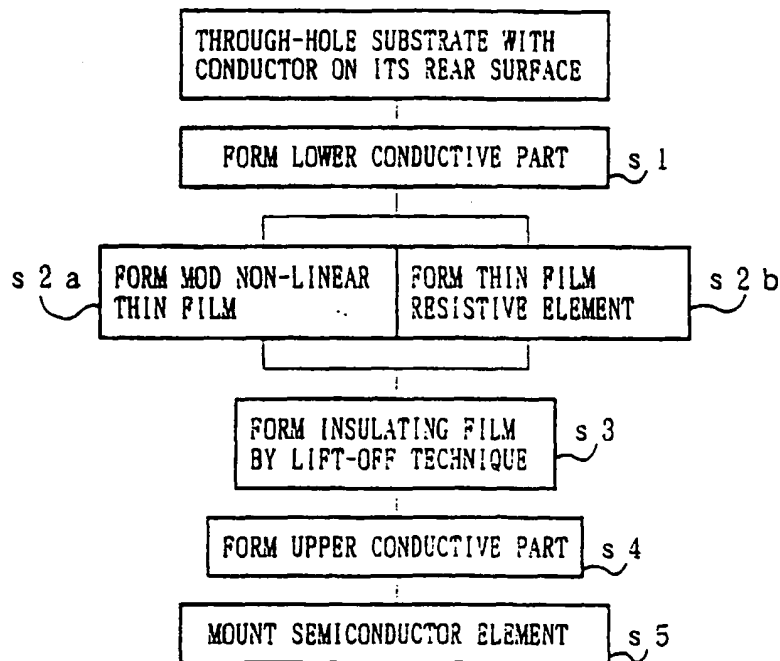 THROUGH-HOLE SUBSTRATE WITH
CONDUCTOR ON ITS REAR SURFACE
FORM LOWER CONDUCTIVE PART
s 1
s 2 a
FORM MOD NON-LINEAR
THIN FILM
FORM THIN FILM
RESISTIVE ELEMENT
s 2 b
FORM INSULATING FILM
BY LIFT-OFF TECHNIQUE
s 3
FORM UPPER CONDUCTIVE PART
s 4
MOUNT SEMICONDUCTOR ELEMENT
s 5